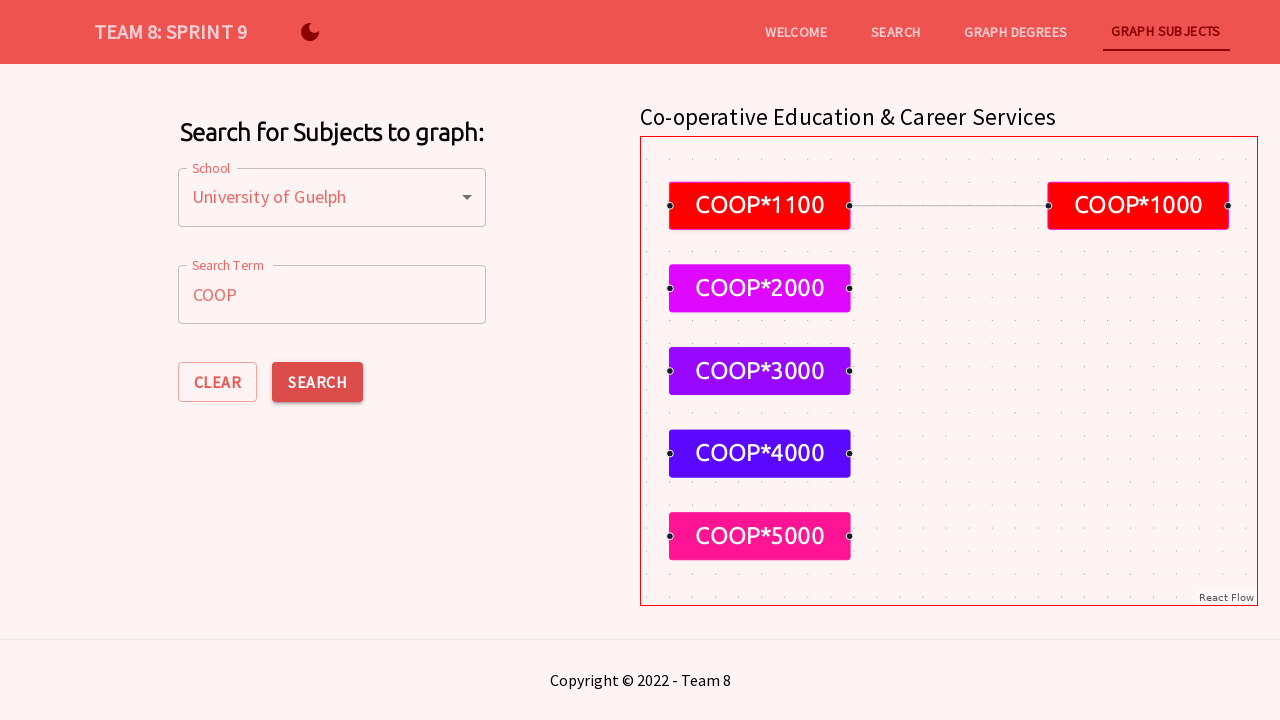 TEAM 8: SPRINT 9
WELCOME
SEARCH
GRAPH DEGREES
GRAPH SUBJECTS
Search for Subjects to graph:
School
University of Guelph
Search Term
COOP
CLEAR
SEARCH
Co-operative Education & Career Services
COOP*1100
COOP*1000
COOP*2000
COOP*3000
COOP*4000
COOP*5000
React Flow
Copyright © 2022 - Team 8